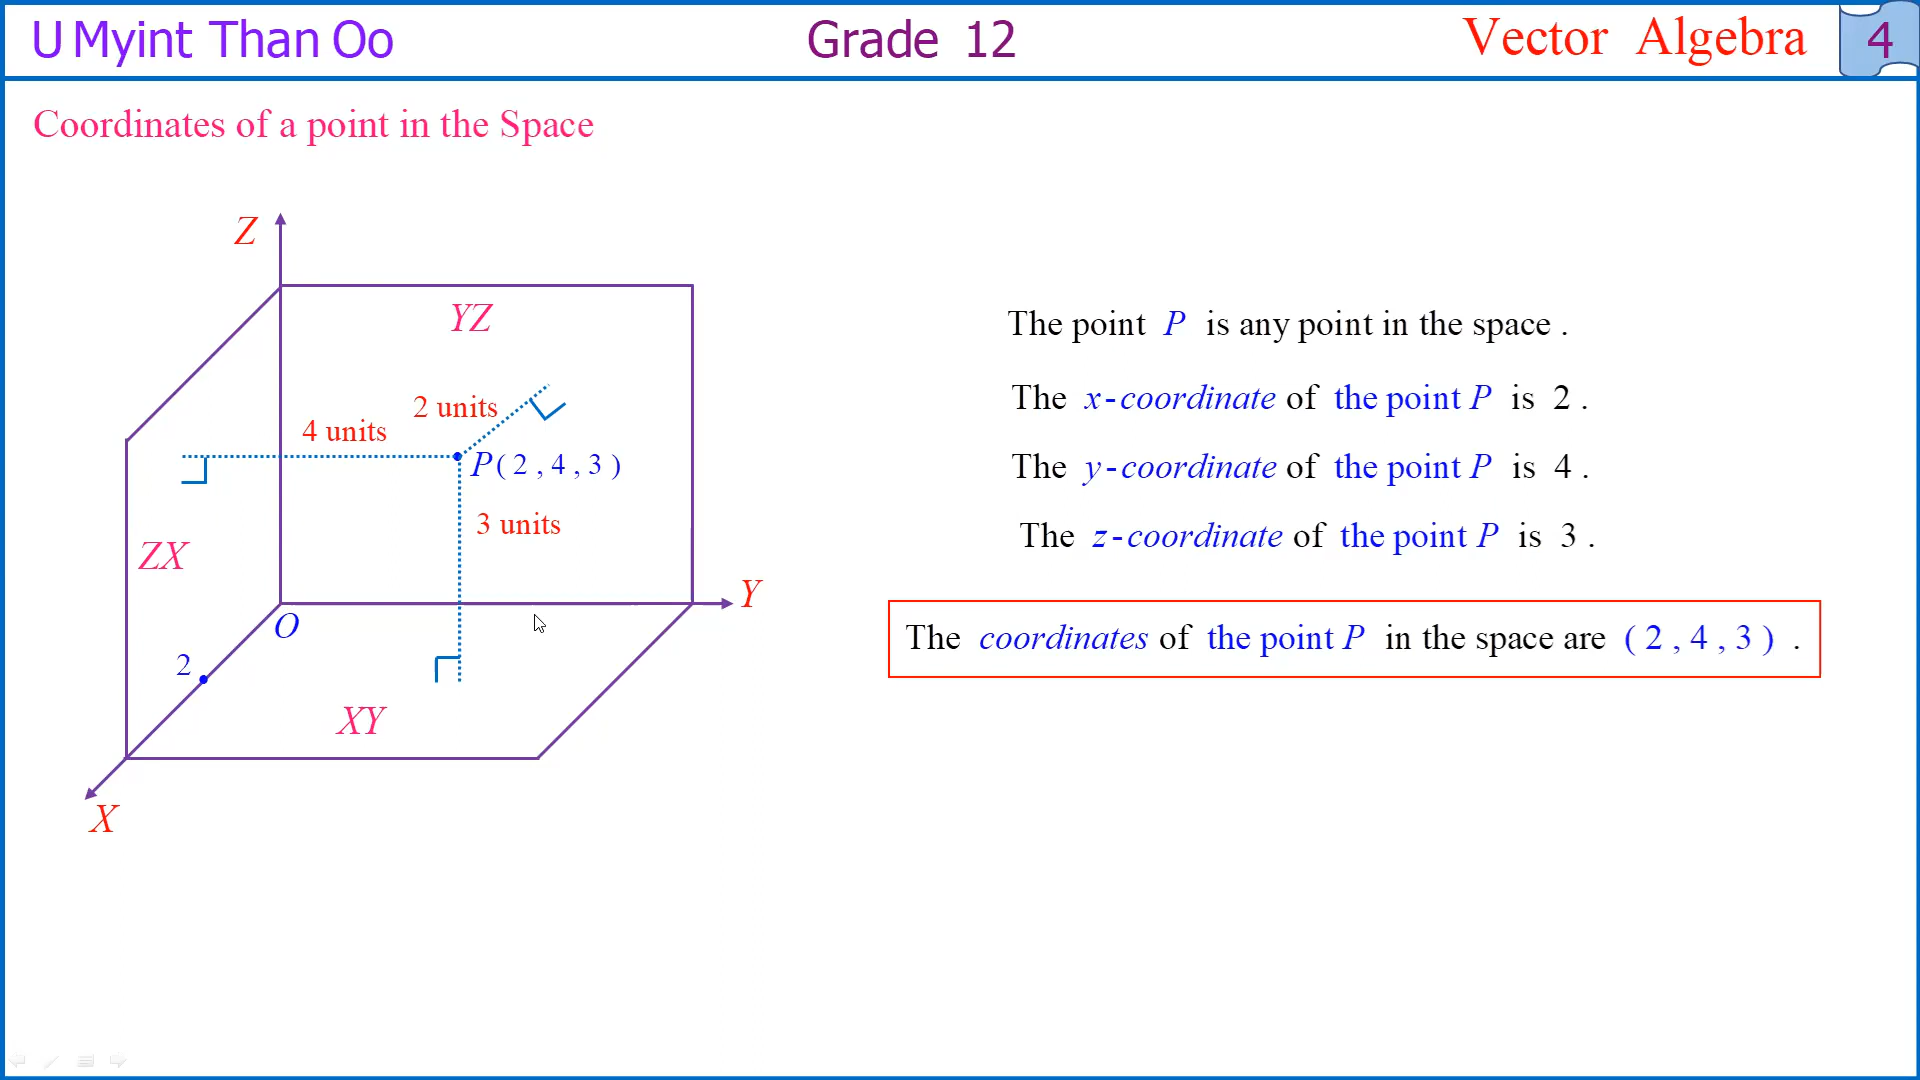 U Myint Than Oo
Grade 12
Vector Algebra
4
Coordinates of a point in the Space
Z
YZ
2 units
4 units
P ( 2 , 4 , 3 )
3 units
ZX
Y
O
2
XY
X
The point P is any point in the space .
The x-coordinate of the point P is 2 .
The y-coordinate of the point P is 4 .
The z-coordinate of the point P is 3 .
The coordinates of the point P in the space are ( 2 , 4 , 3 ) .